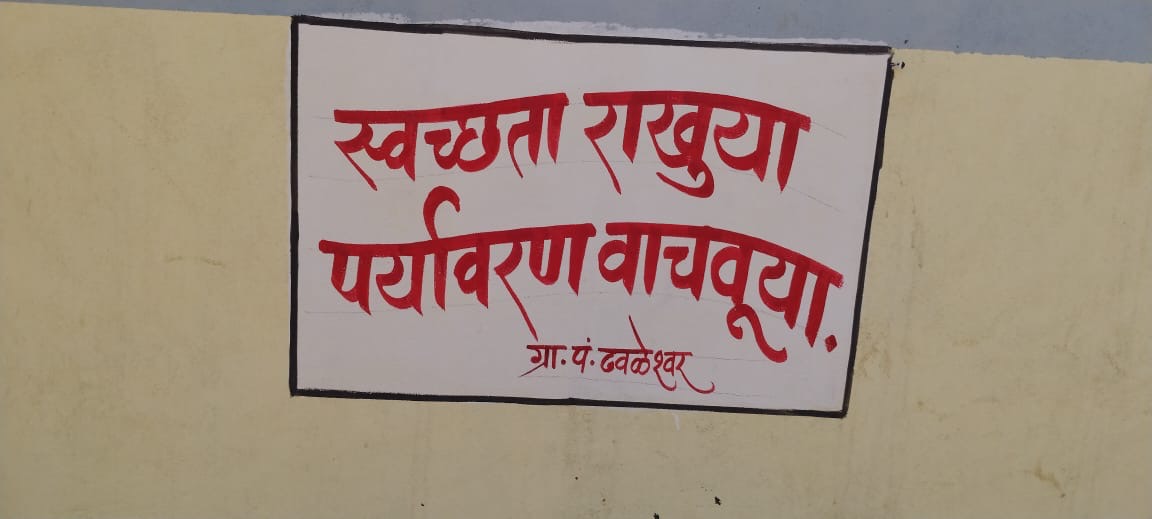 स्वच्छता राखुया
पर्यावरण वाचवूया.
ग्रा. पं. ढवळेश्वर